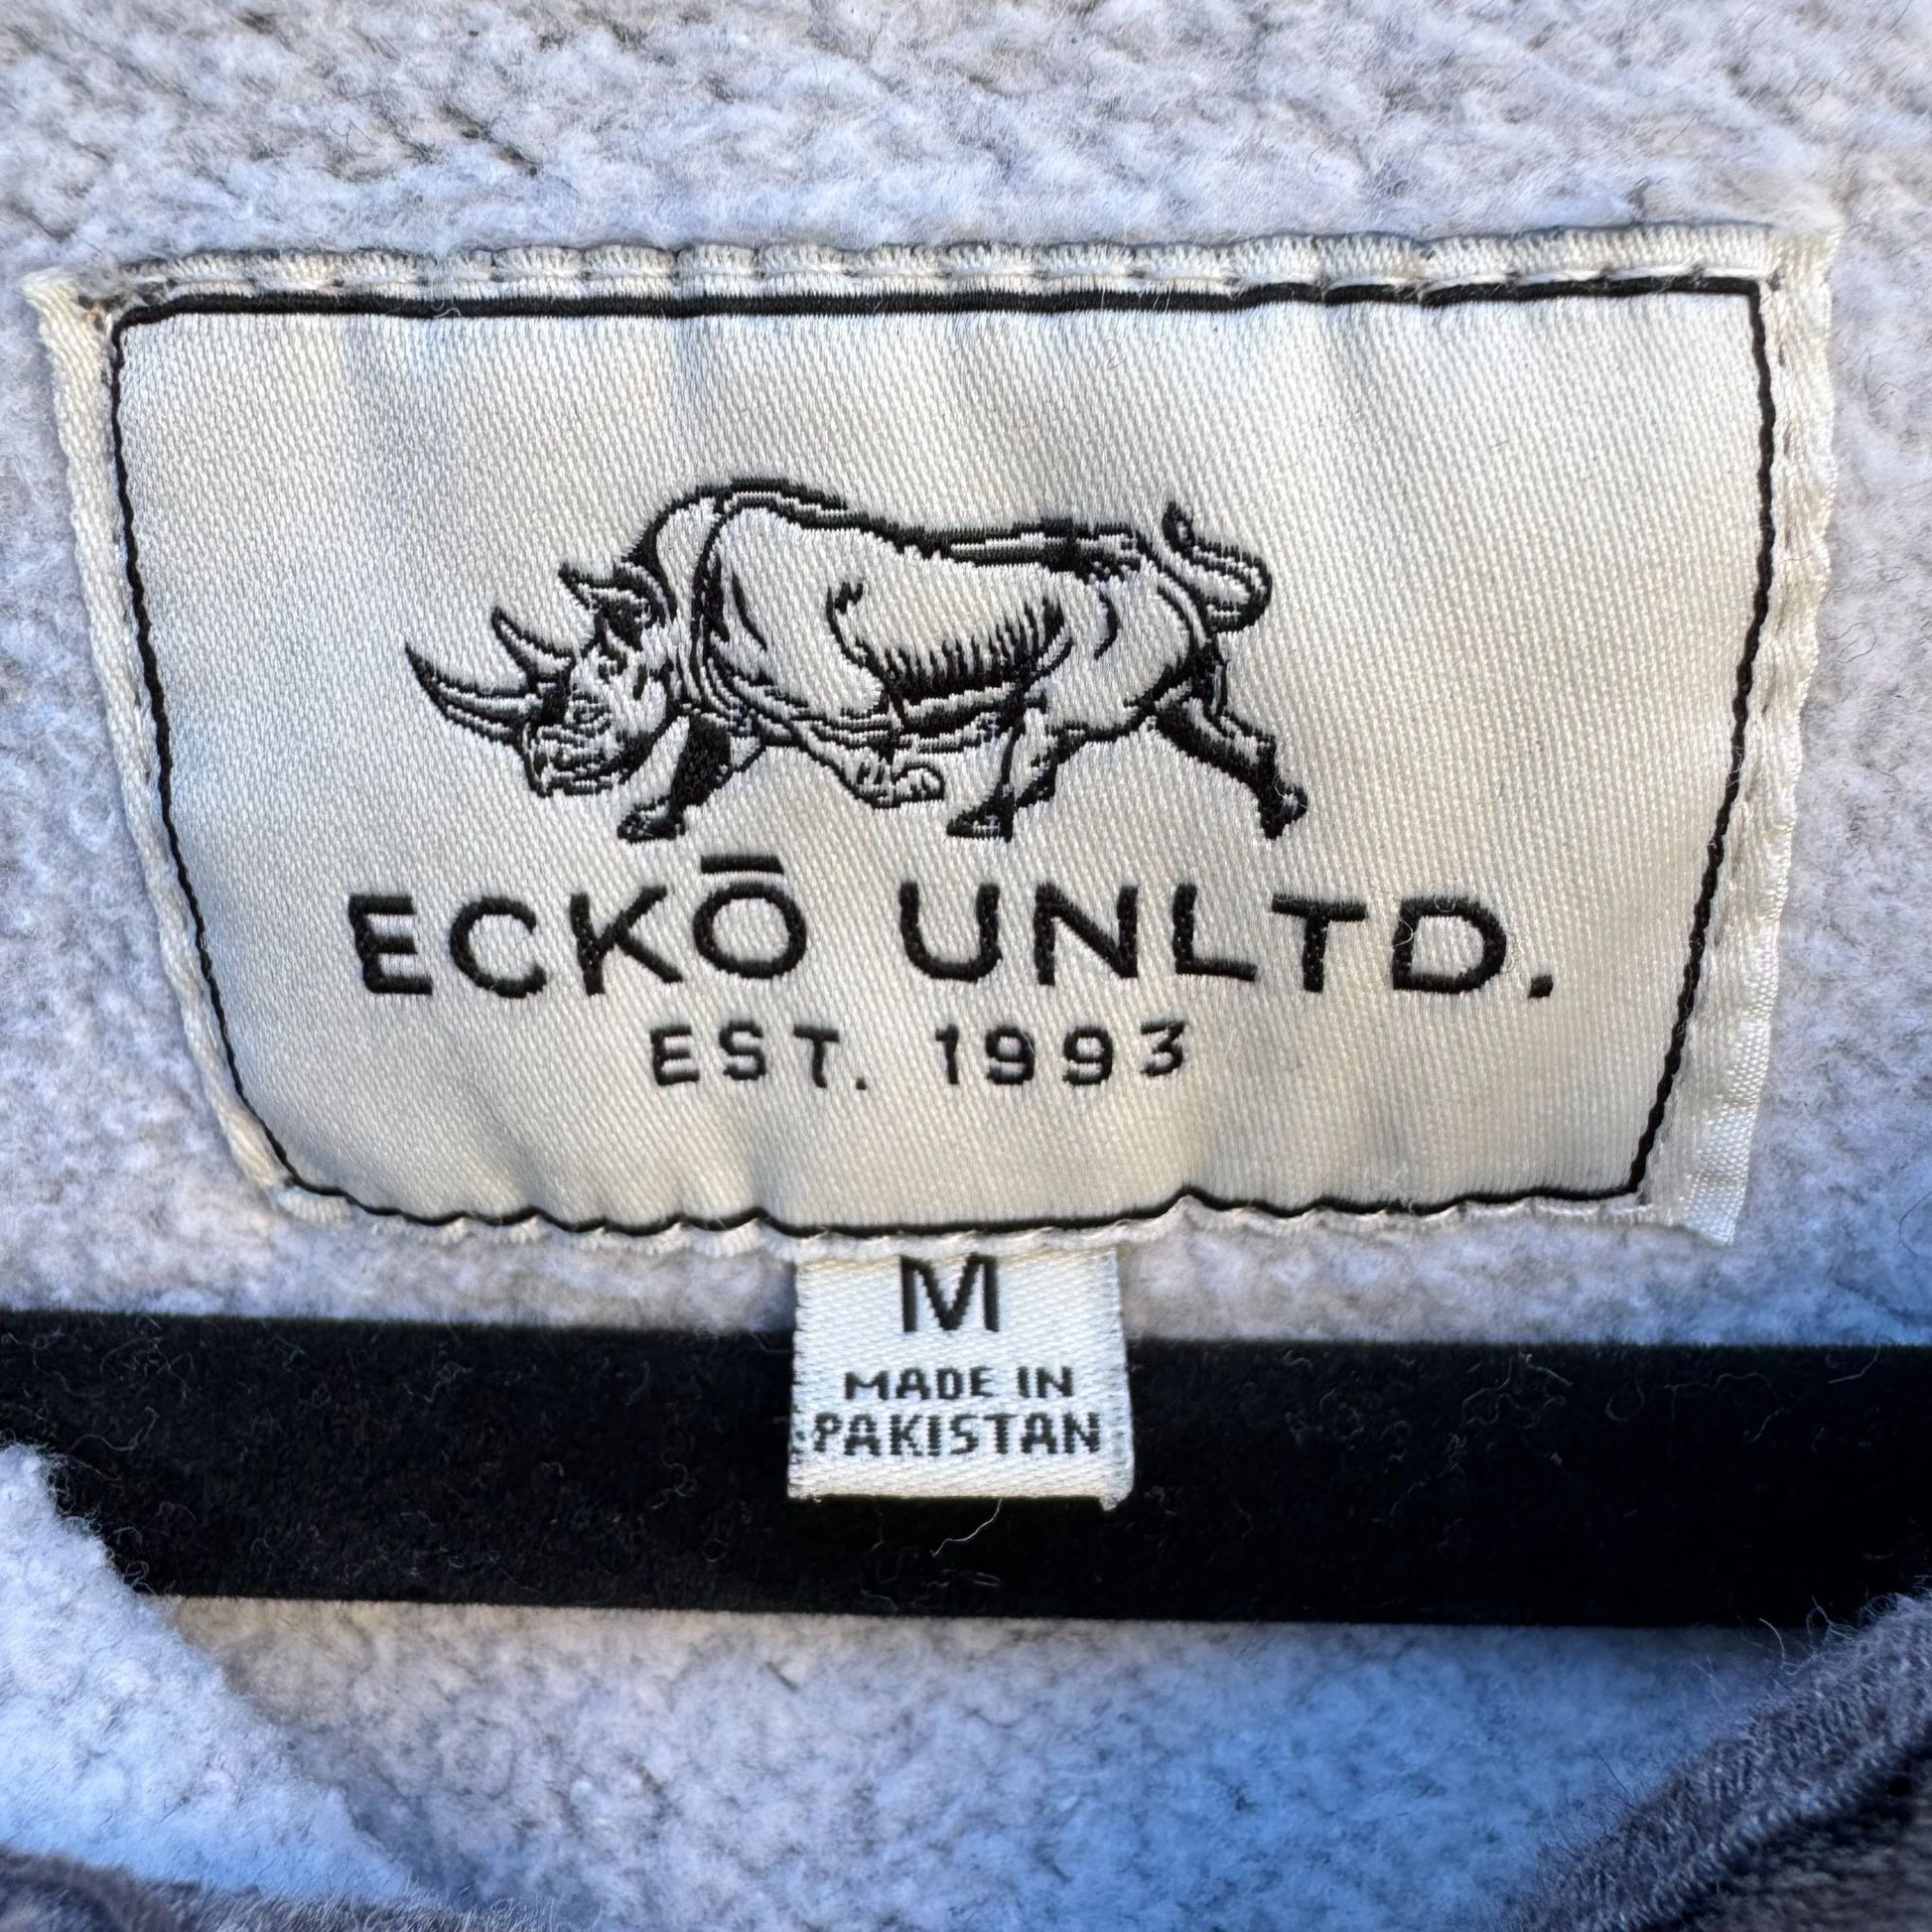 ECKŌ UNLTD.
EST. 1993
M
MADE IN
PAKISTAN